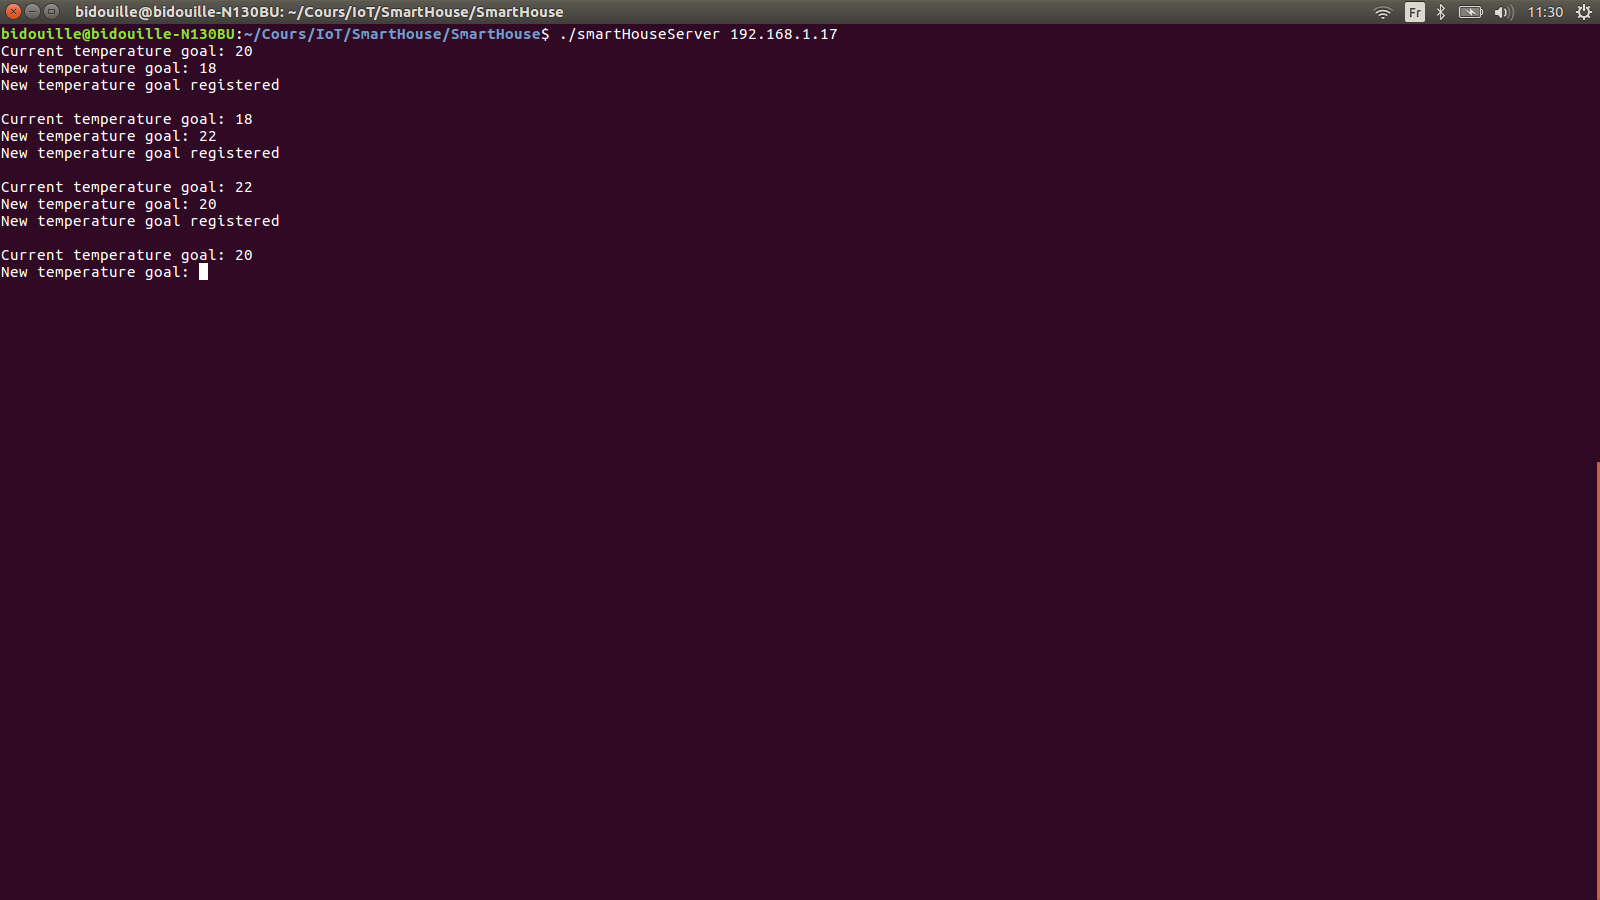 bidouille@bidouille-N130BU: ~/Cours/IoT/SmartHouse/SmartHouse
Fr
11:30
bidouille@bidouille-N130BU:~/Cours/IoT/SmartHouse/SmartHouse$ ./smartHouseServer 192.168.1.17
Current temperature goal: 20
New temperature goal: 18
New temperature goal registered
Current temperature goal: 18
New temperature goal: 22
New temperature goal registered
Current temperature goal: 22
New temperature goal: 20
New temperature goal registered
Current temperature goal: 20
New temperature goal: